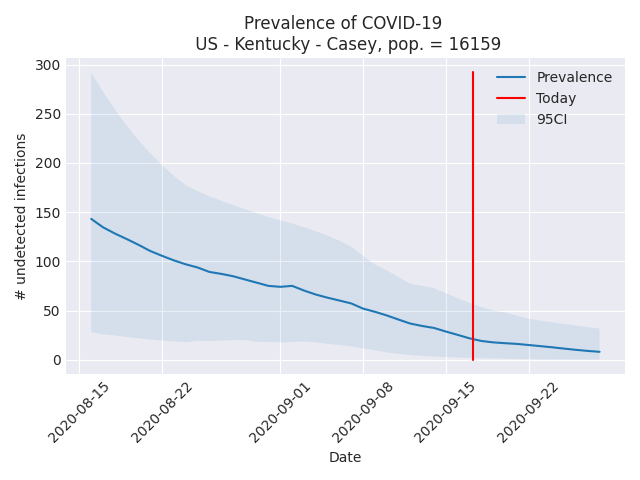 Prevalence of COVID-19
US - Kentucky - Casey, pop. = 16159
300
250
200
150
100
50
0
# undetected infections
Prevalence
Today
95CI
2020-08-15
2020-08-22
2020-09-01
2020-09-08
2020-09-15
2020-09-22
Date